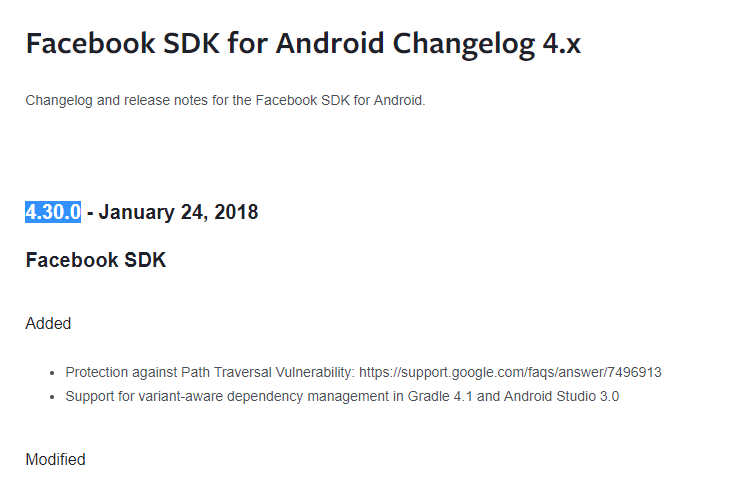 Facebook SDK for Android Changelog 4.x
Changelog and release notes for the Facebook SDK for Android.
4.30.0 - January 24, 2018
Facebook SDK
Added
• Protection against Path Traversal Vulnerability: https://support.google.com/faqs/answer/7496913
• Support for variant-aware dependency management in Gradle 4.1 and Android Studio 3.0
Modified